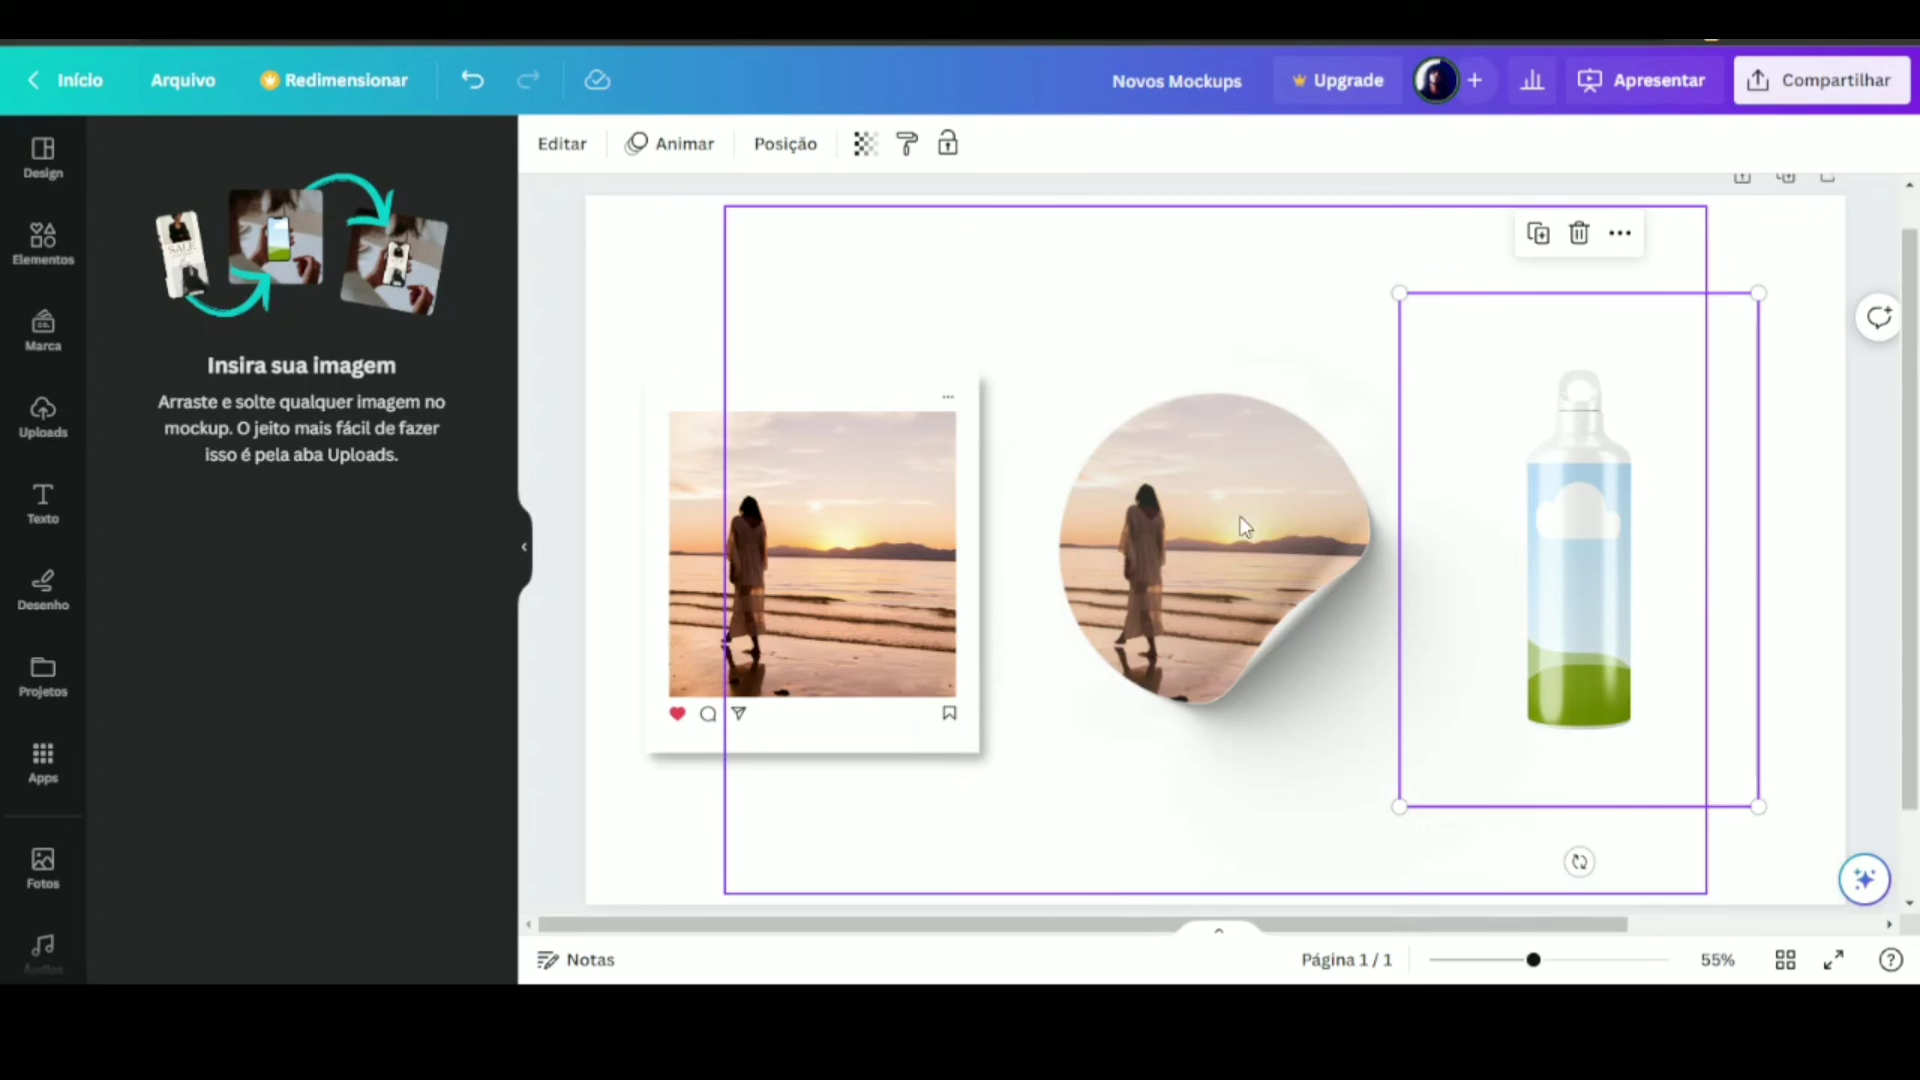 Início
Arquivo
Redimensionar
Novos Mockups
Upgrade
Apresentar
Compartilhar
Editar
Animar
Posição
Design
Elementos
Marca
Uploads
Texto
Desenho
Projetos
Apps
Fotos
Áudios
SALE
Insira sua imagem
Arraste e solte qualquer imagem no
mockup. O jeito mais fácil de fazer
isso é pela aba Uploads.
Notas
Página 1 / 1
55%